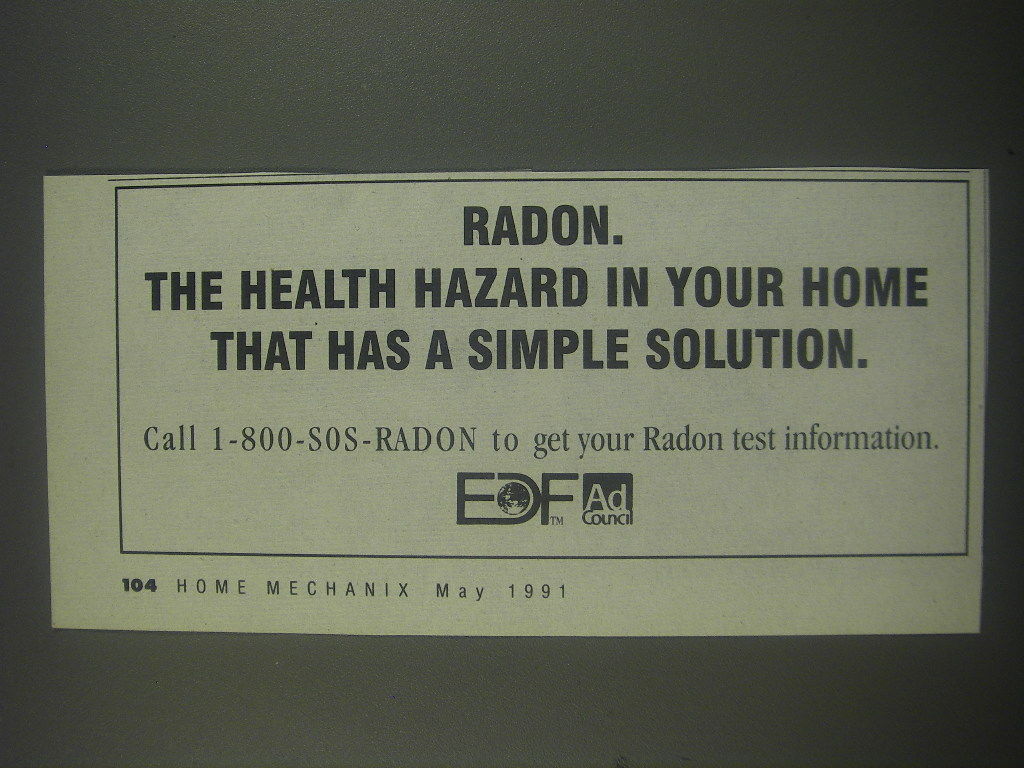 RADON.
THE HEALTH HAZARD IN YOUR HOME
THAT HAS A SIMPLE SOLUTION.
Call 1-800-SOS-RADON to get your Radon test information.
EDF™ Ad Council
104 HOME MECHANIX May 1991